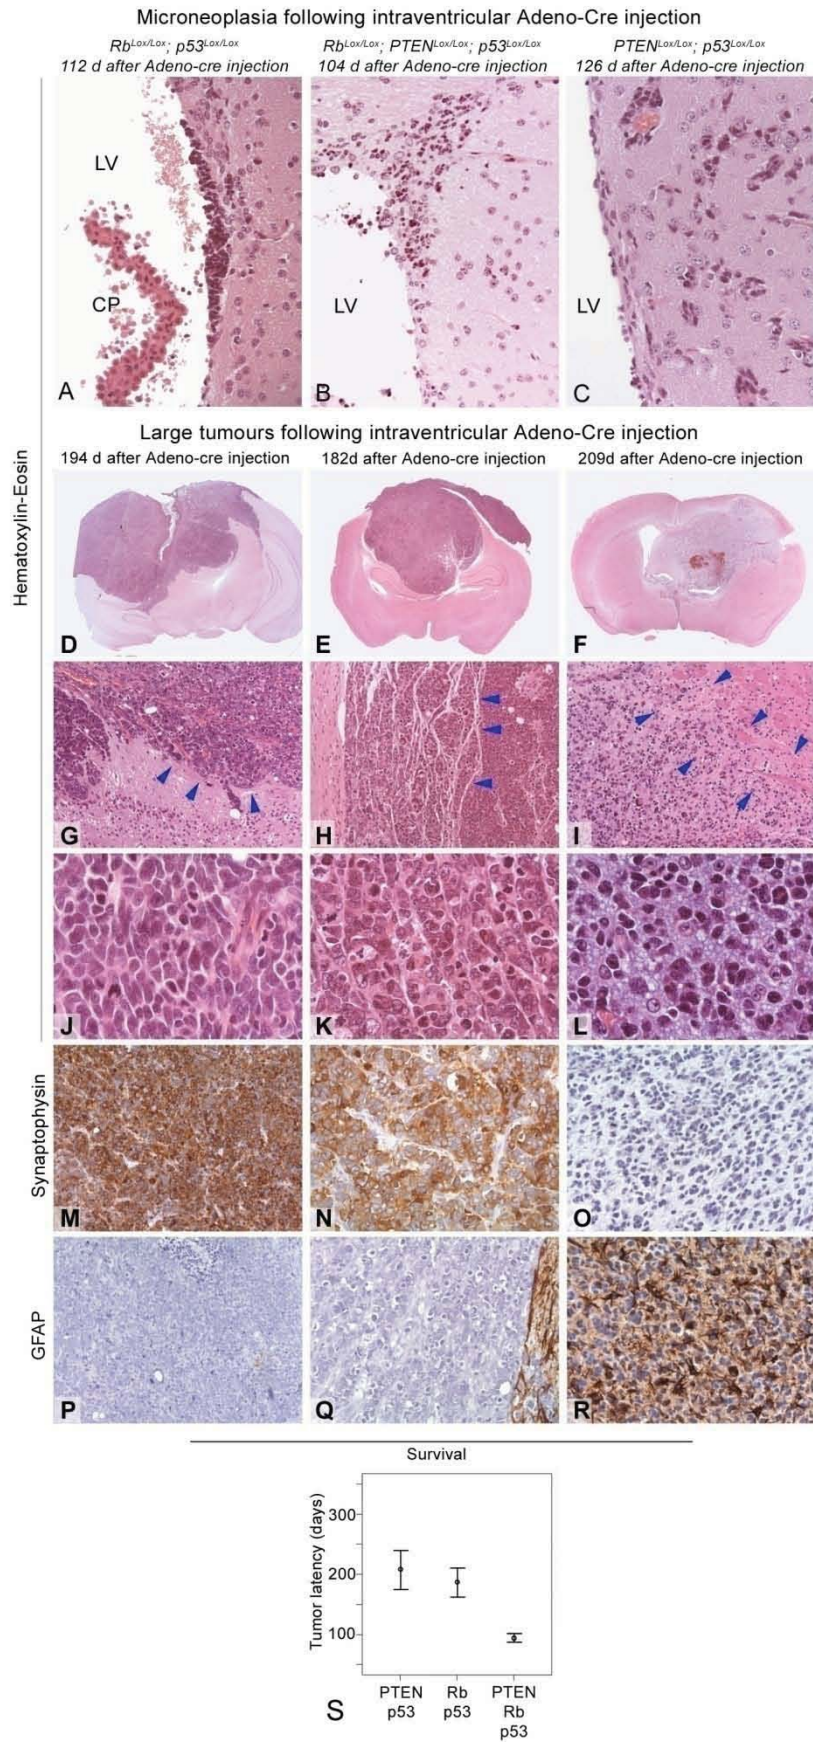 Microneoplasia following intraventricular Adeno-Cre injection
Rb^Lox/Lox; p53^Lox/Lox
112 d after Adeno-cre injection
Rb^Lox/Lox; PTEN^Lox/Lox; p53^Lox/Lox
104 d after Adeno-cre injection
PTEN^Lox/Lox; p53^Lox/Lox
126 d after Adeno-cre injection
Hematoxylin-Eosin
LV
CP
A
LV
B
LV
C
Large tumours following intraventricular Adeno-Cre injection
194 d after Adeno-cre injection
182d after Adeno-cre injection
209d after Adeno-cre injection
D
E
F
G
H
I
J
K
L
Synaptophysin
M
N
O
GFAP
P
Q
R
Survival
Tumor latency (days)
300
200
100
PTEN
p53
Rb
p53
PTEN
Rb
p53
S